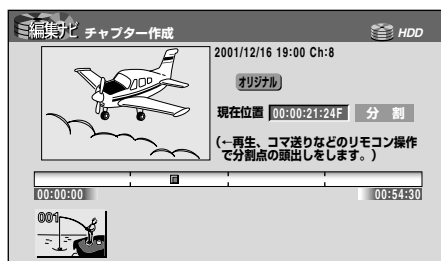 編集ナビ チャプター作成
HDD
2001/12/16 19:00 Ch:8
オリジナル
現在位置 00:00:21:24F 分 割
(←再生、コマ送りなどのリモコン操作
で分割点の頭出しをします。)
00:00:00 00:54:30
001